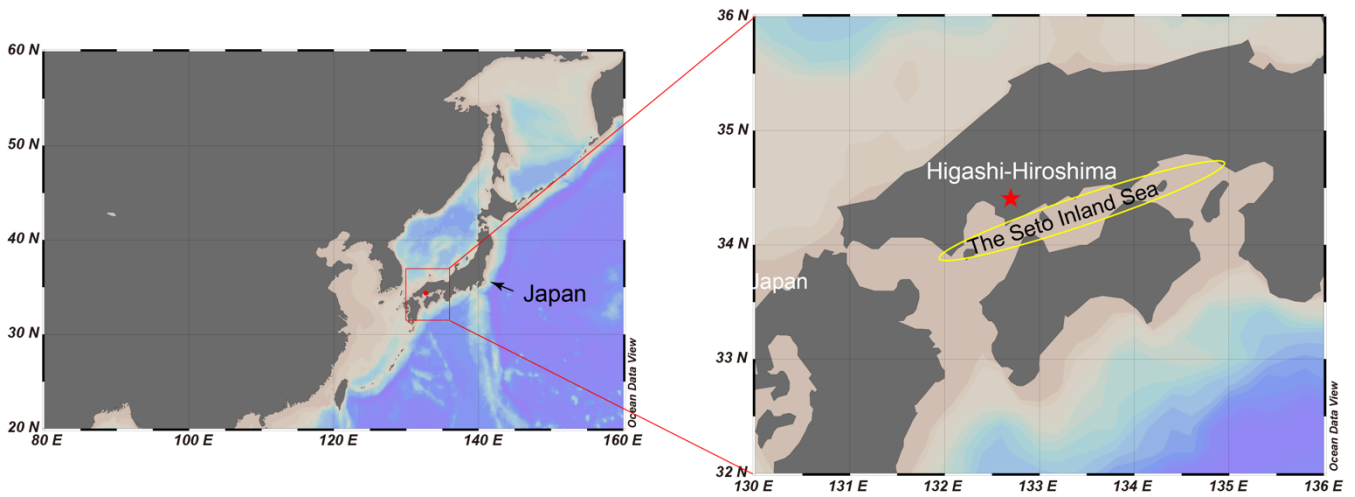 60 N
50 N
40 N
30 N
20 N
80 E
100 E
120 E
140 E
160 E
Japan
Ocean Data View
36 N
35 N
34 N
33 N
32 N
130 E
131 E
132 E
133 E
134 E
135 E
136 E
Higashi-Hiroshima
The Seto Inland Sea
Japan
Ocean Data View